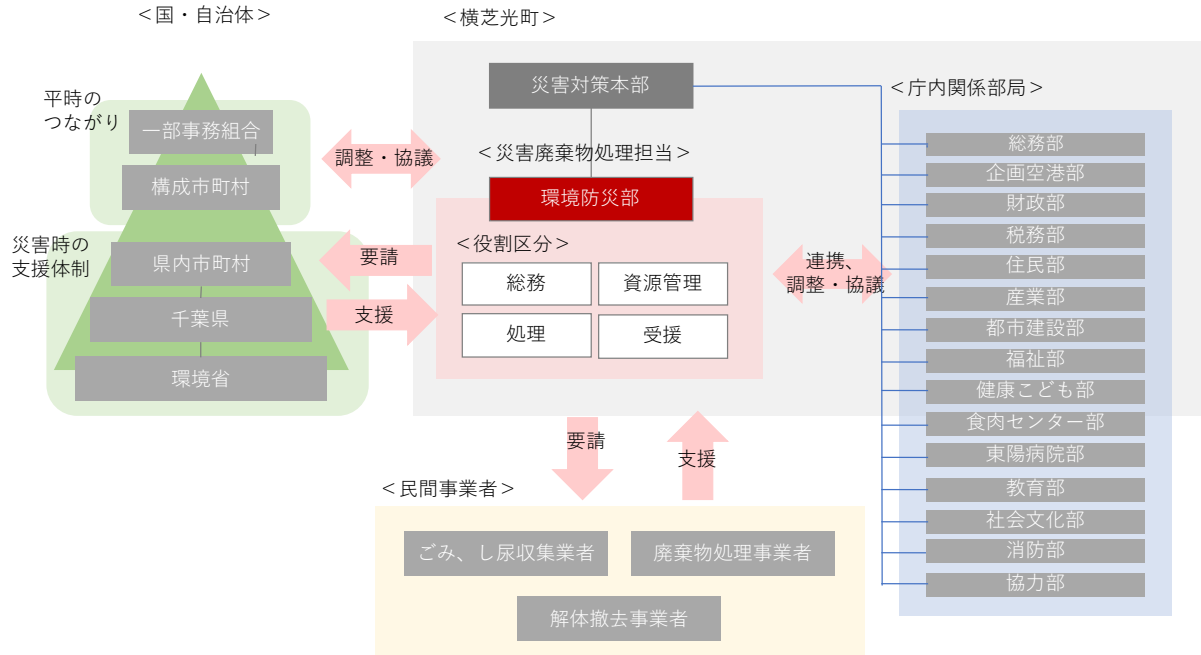 ＜国・自治体＞
平時の
つながり
一部事務組合
構成市町村
災害時の
支援体制
県内市町村
千葉県
環境省
調整・協議
要請
支援
＜横芝光町＞
災害対策本部
＜災害廃棄物処理担当＞
環境防災部
＜役割区分＞
総務
資源管理
処理
受援
連携、
調整・協議
＜庁内関係部局＞
総務部
企画空港部
財政部
税務部
住民部
産業部
都市建設部
福祉部
健康こども部
食肉センター部
東陽病院部
教育部
社会文化部
消防部
協力部
要請
支援
＜民間事業者＞
ごみ、し尿収集業者
廃棄物処理事業者
解体撤去事業者